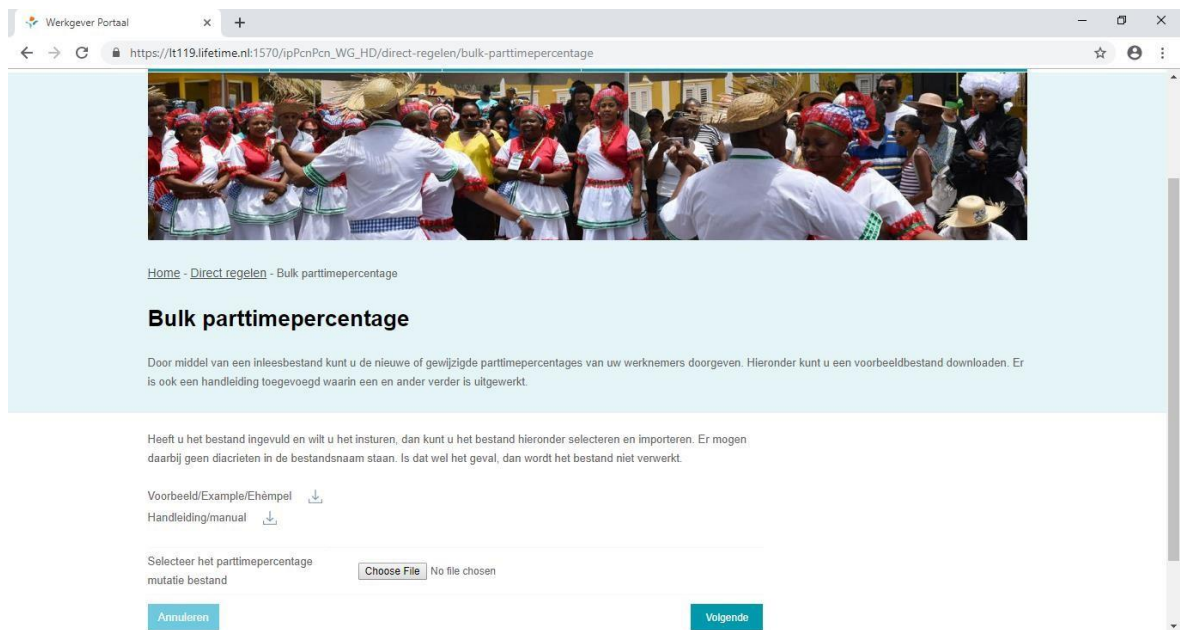 Werkgever Portaal
https://lt119.lifetime.nl:1570/ipPcnPcn_WG_HD/direct-regelen/bulk-parttimepercentage
Home - Direct regelen - Bulk parttimepercentage
Bulk parttimepercentage
Door middel van een inleesbestand kunt u de nieuwe of gewijzigde parttimepercentages van uw werknemers doorgeven. Hieronder kunt u een voorbeeldbestand downloaden. Er
is ook een handleiding toegevoegd waarin een en ander verder is uitgewerkt.
Heeft u het bestand ingevuld en wilt u het insturen, dan kunt u het bestand hieronder selecteren en importeren. Er mogen
daarbij geen diacrieten in de bestandsnaam staan. Is dat wel het geval, dan wordt het bestand niet verwerkt.
Voorbeeld/Example/Ehèmpel
Handleiding/manual
Selecteer het parttimepercentage
mutatie bestand
Choose File No file chosen
Annuleren
Volgende